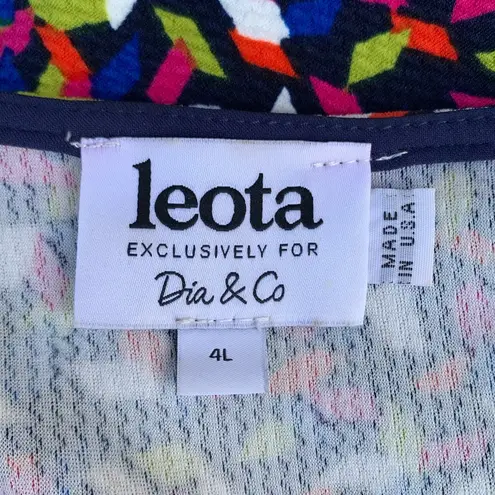 leota
EXCLUSIVELY FOR
Dia & Co
4L
MADE
IN U.S.A